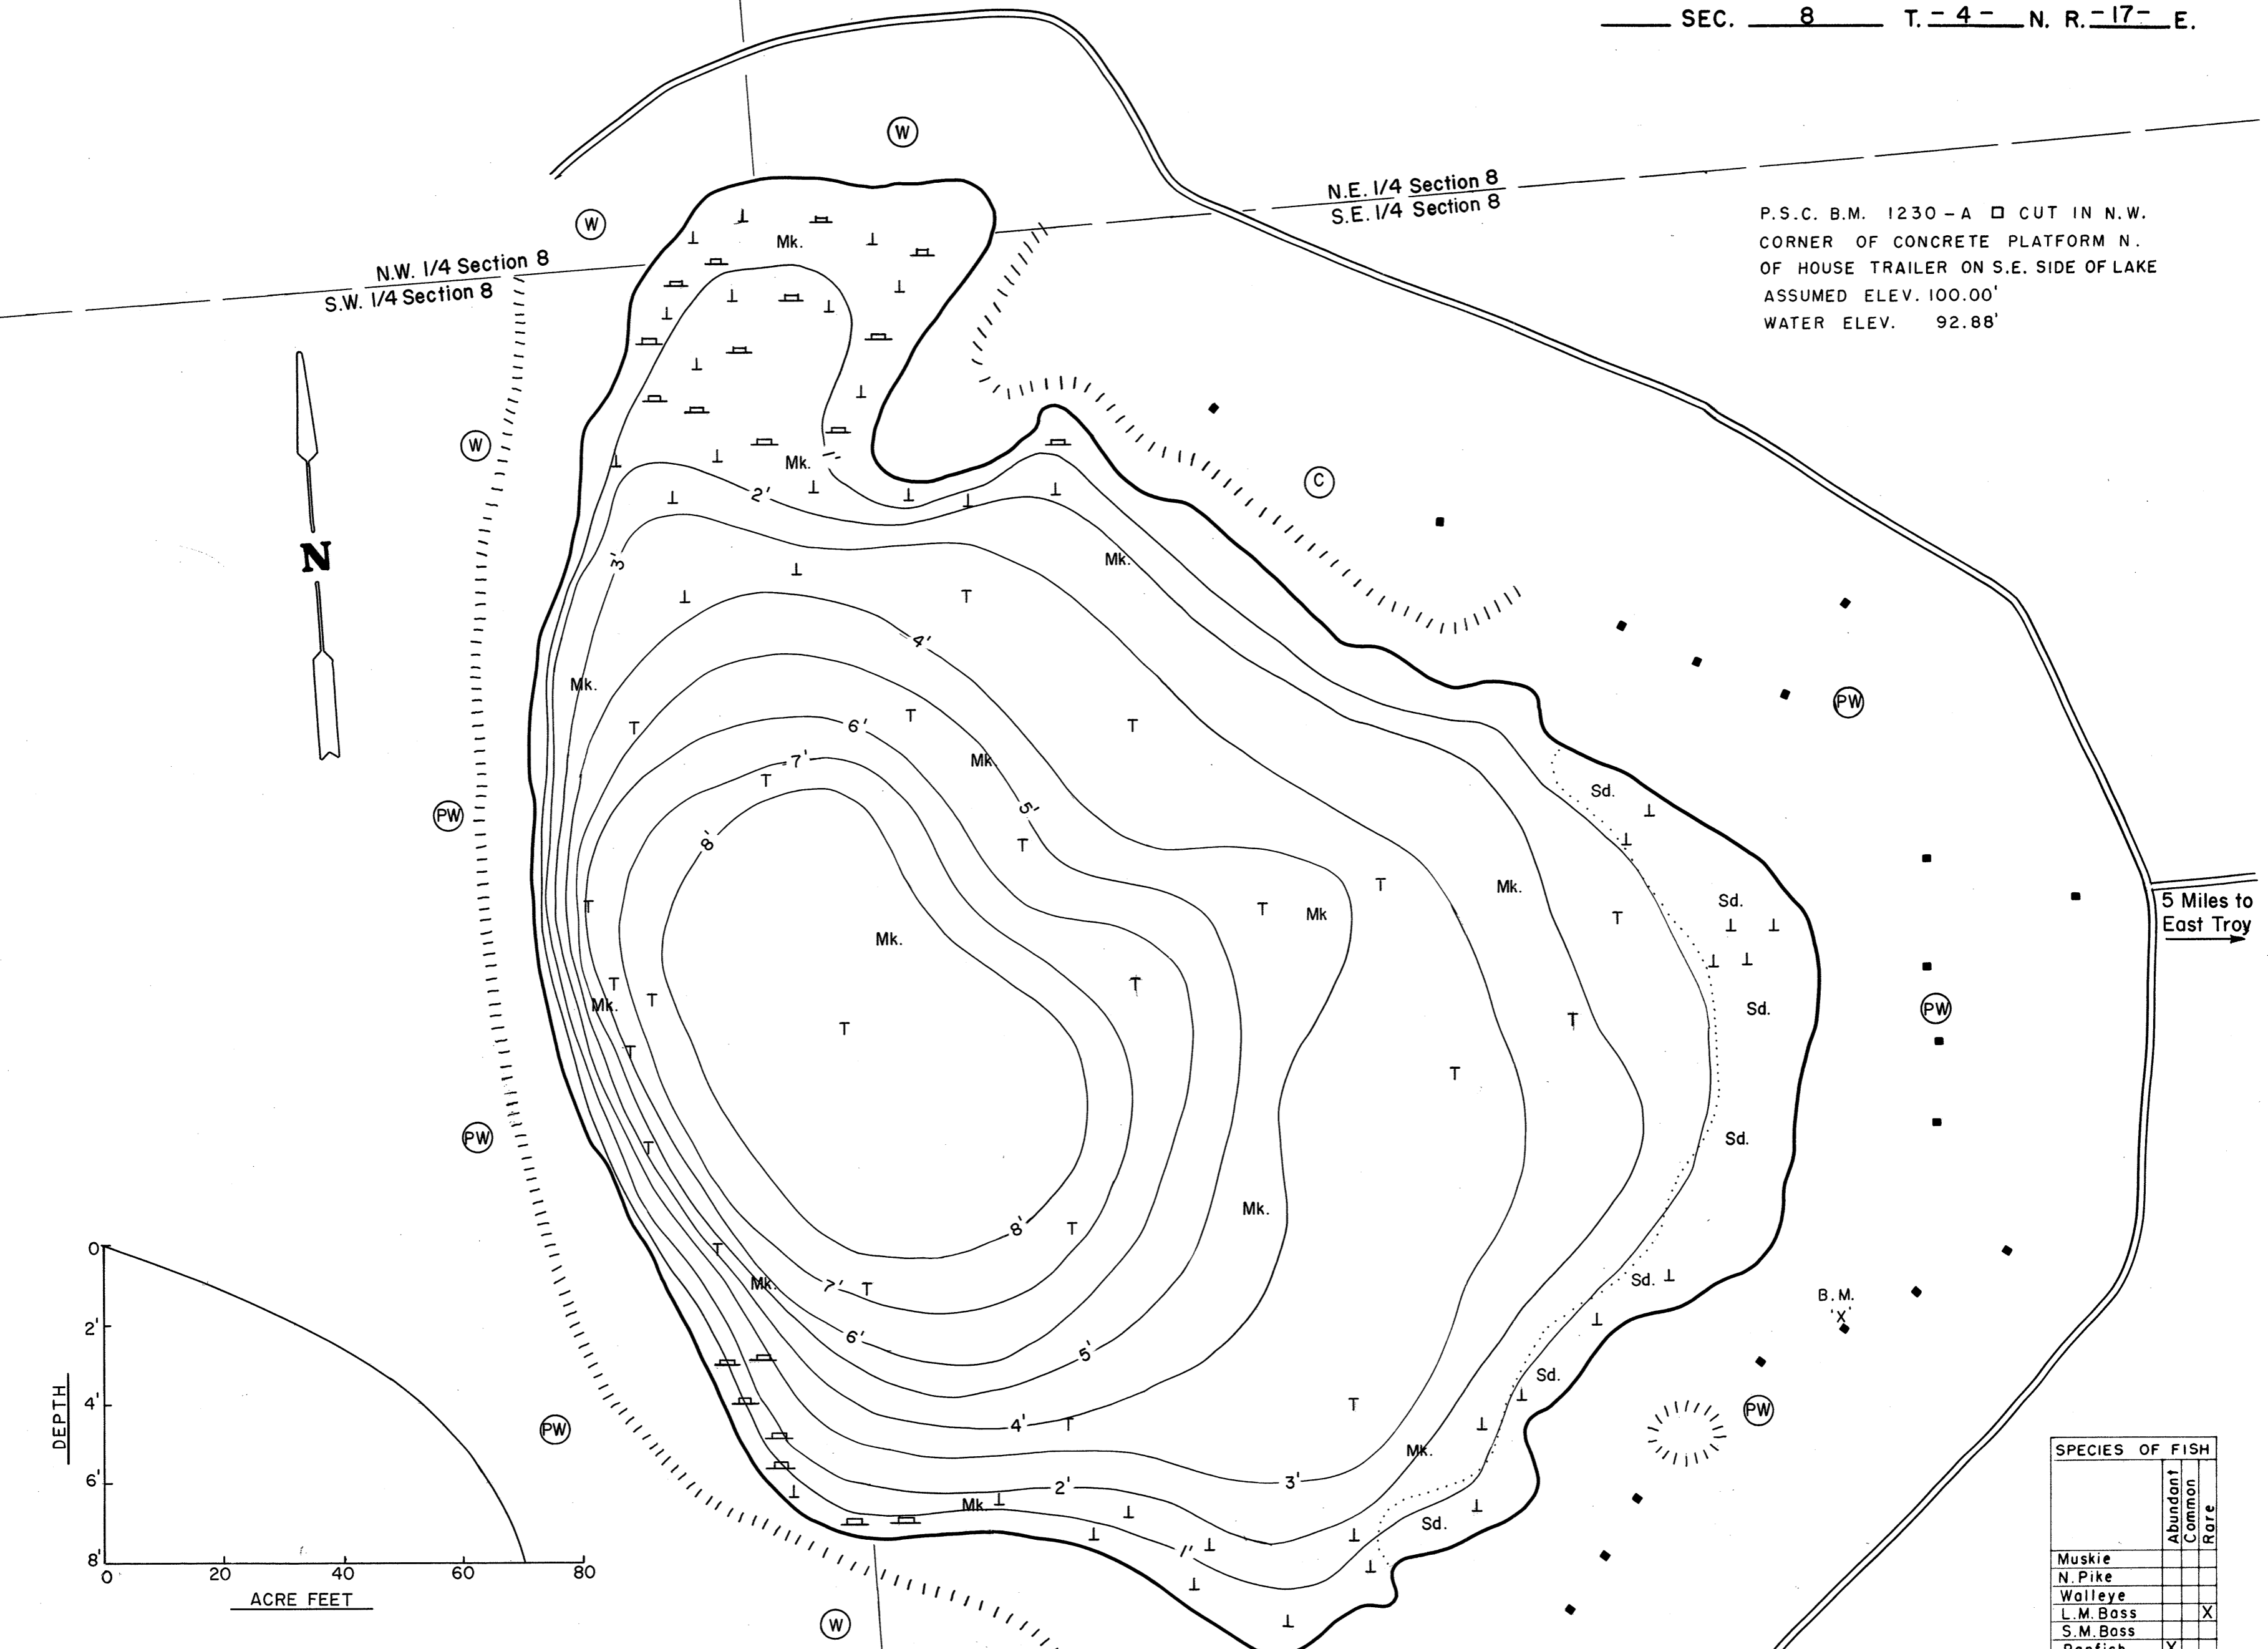 SEC. 8 T. - 4 - N. R. -17- E.
W
N.E. 1/4 Section 8
S.E. 1/4 Section 8
W
P.S.C. B.M. 1230 - A □ CUT IN N.W.
CORNER OF CONCRETE PLATFORM N.
OF HOUSE TRAILER ON S.E. SIDE OF LAKE
ASSUMED ELEV. 100.00'
WATER ELEV. 92.88'
N.W. 1/4 Section 8
S.W. 1/4 Section 8
Mk.
W
Mk.
1'
2'
C
N
3'
Mk.
4'
Mk.
PW
6'
Mk.
7'
5'
Sd.
PW
8'
Mk.
Mk
Sd.
5 Miles to
East Troy
Mk.
Mk.
Sd.
PW
PW
Sd.
Mk.
8'
Mk.
7'
Sd.
B.M.
'X'
6'
5'
Sd.
PW
4'
PW
Mk.
3'
2'
Mk.
Sd.
1'
W
0
2'
4'
6'
8'
DEPTH
0 20 40 60 80
ACRE FEET
SPECIES OF FISH
Abundant
Common
Rare
Muskie
N. Pike
Walleye
L.M. Bass X
S.M. Bass
Panfish X